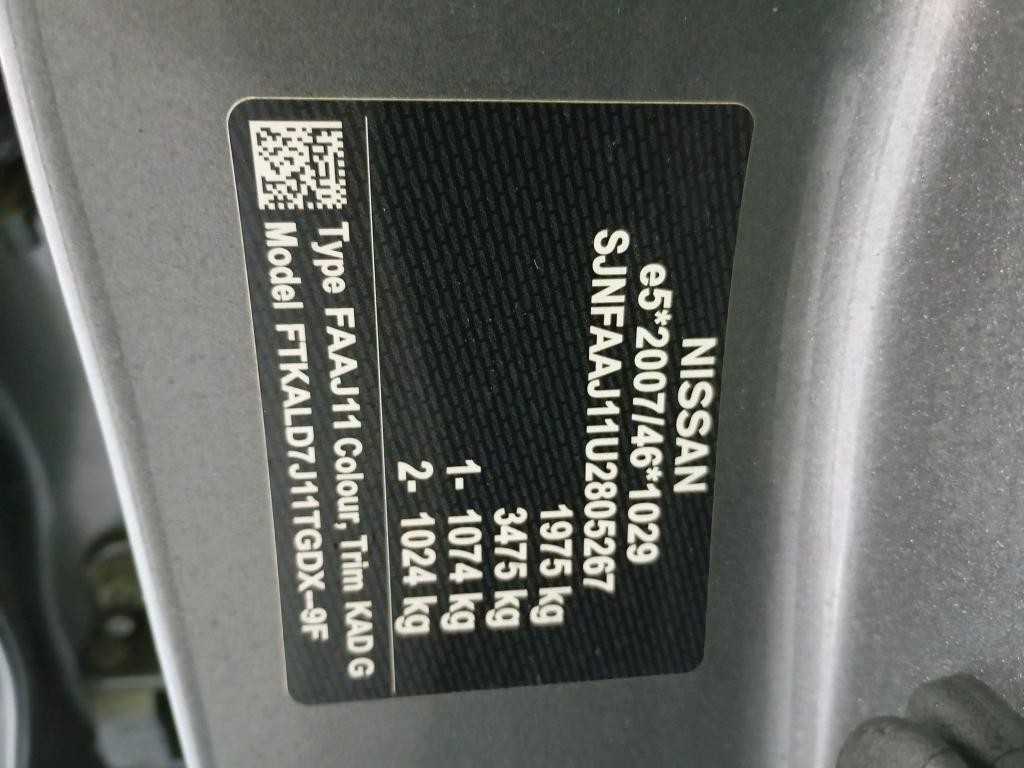 NISSAN
e5*2007/46*1029
SJNFAAJ11U2805267
1975 kg
3475 kg
1- 1074 kg
2- 1024 kg
Type FAAJ11 Colour, Trim KAD G
Model FTKALD7J11TGDX-9F